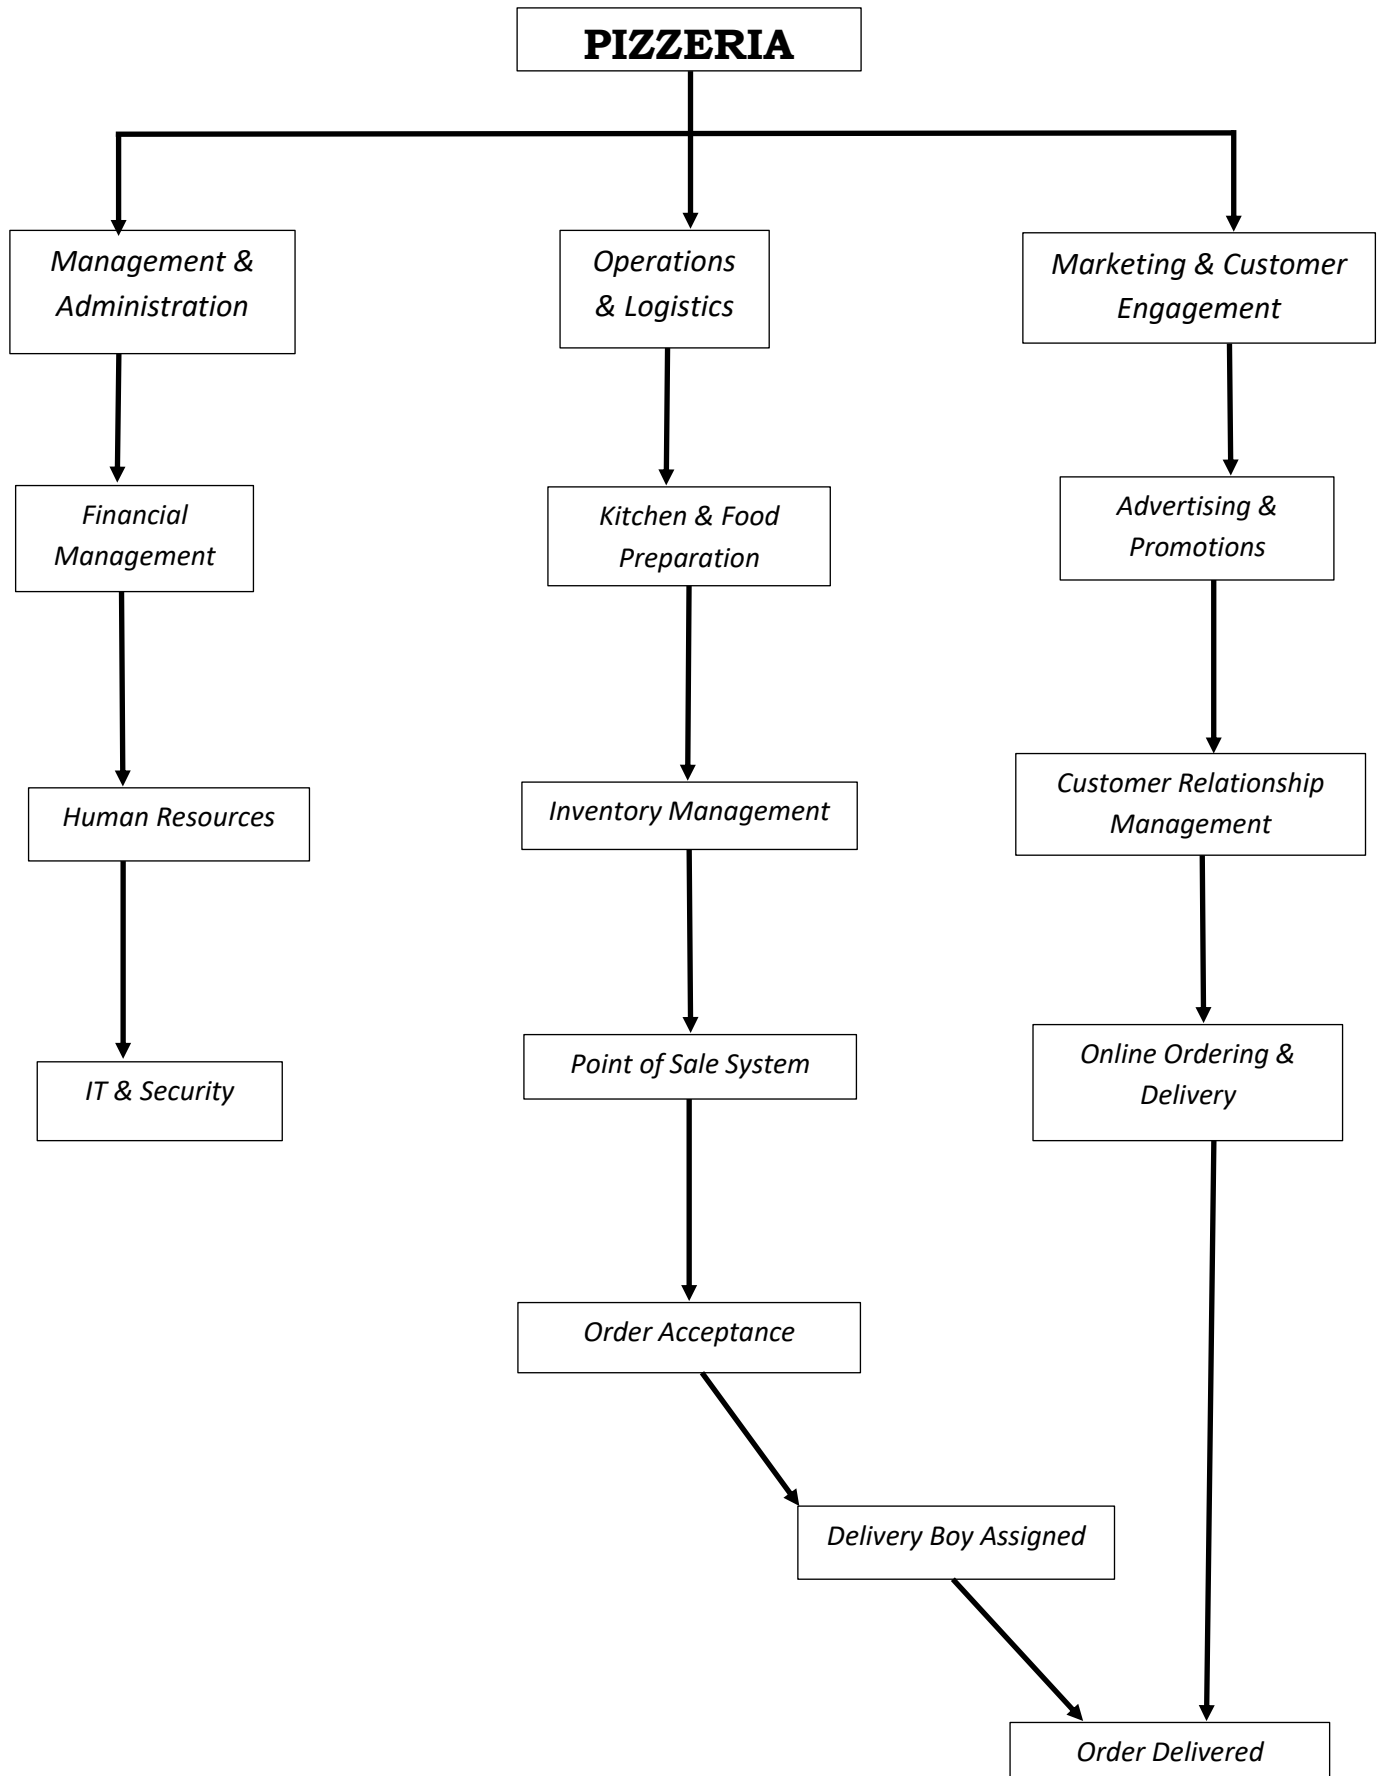 PIZZERIA
Management &
Administration
Operations
& Logistics
Marketing & Customer
Engagement
Financial
Management
Kitchen & Food
Preparation
Advertising &
Promotions
Human Resources
Inventory Management
Customer Relationship
Management
IT & Security
Point of Sale System
Online Ordering &
Delivery
Order Acceptance
Delivery Boy Assigned
Order Delivered